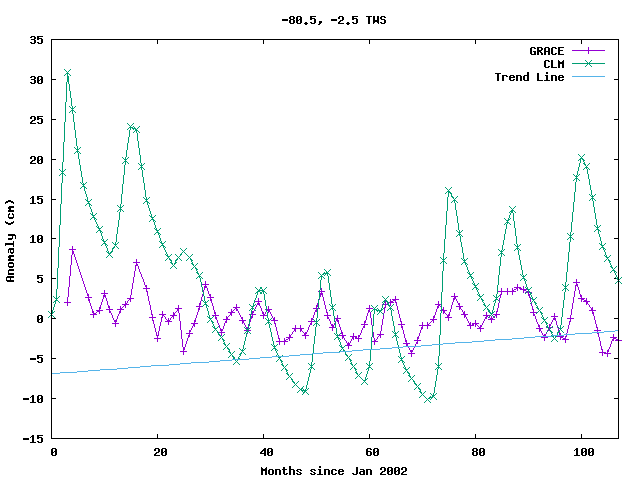 -80.5, -2.5 TWS
GRACE
CLM
Trend Line
35
30
25
20
15
10
5
0
-5
-10
-15
Anomaly (cm)
0 20 40 60 80 100
Months since Jan 2002